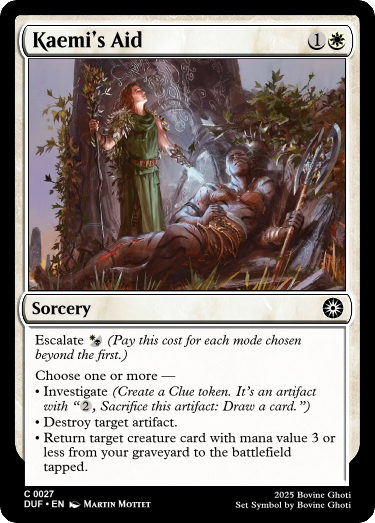 Kaemi's Aid 1
Sorcery
Escalate (Pay this cost for each mode chosen
beyond the first.)
Choose one or more —
• Investigate (Create a Clue token. It's an artifact
with “2, Sacrifice this artifact: Draw a card.”)
• Destroy target artifact.
• Return target creature card with mana value 3 or
less from your graveyard to the battlefield
tapped.
C 0027
DUF • EN Martin Mottet
2025 Bovine Ghoti
Set Symbol by Bovine Ghoti